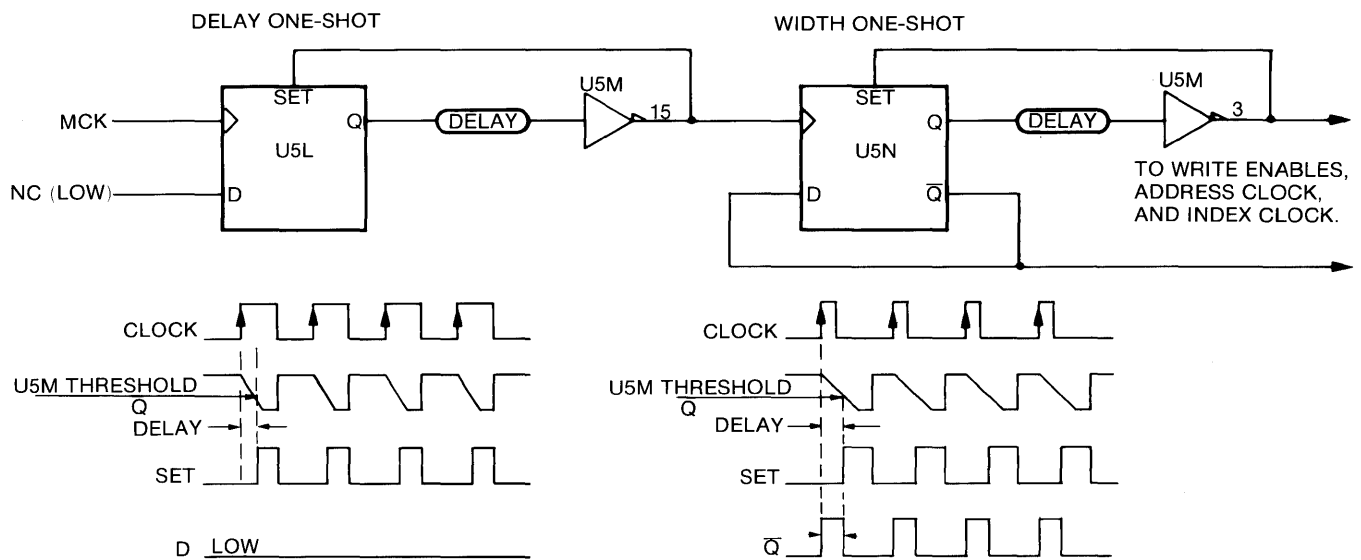 DELAY ONE-SHOT
WIDTH ONE-SHOT
MCK
NC (LOW)
SET
Q
U5L
D
DELAY
U5M
15
SET
Q
U5N
D
Q̅
DELAY
U5M
3
TO WRITE ENABLES,
ADDRESS CLOCK,
AND INDEX CLOCK.
CLOCK
U5M THRESHOLD
Q
DELAY
SET
D LOW
CLOCK
U5M THRESHOLD
Q
DELAY
SET
Q̅